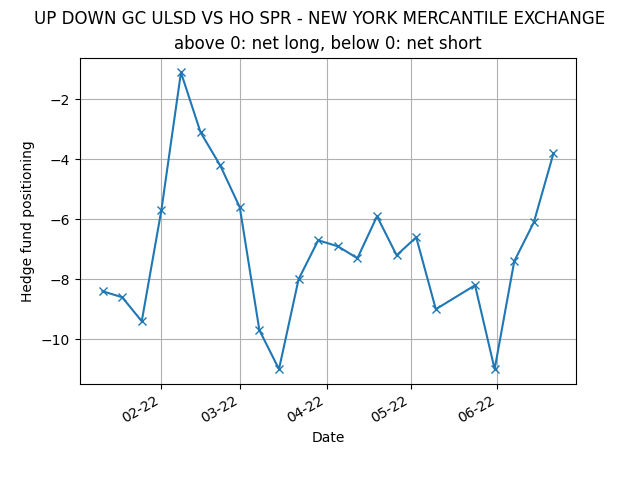 UP DOWN GC ULSD VS HO SPR - NEW YORK MERCANTILE EXCHANGE
above 0: net long, below 0: net short
Hedge fund positioning
−2
−4
−6
−8
−10
02-22
03-22
04-22
05-22
06-22
Date